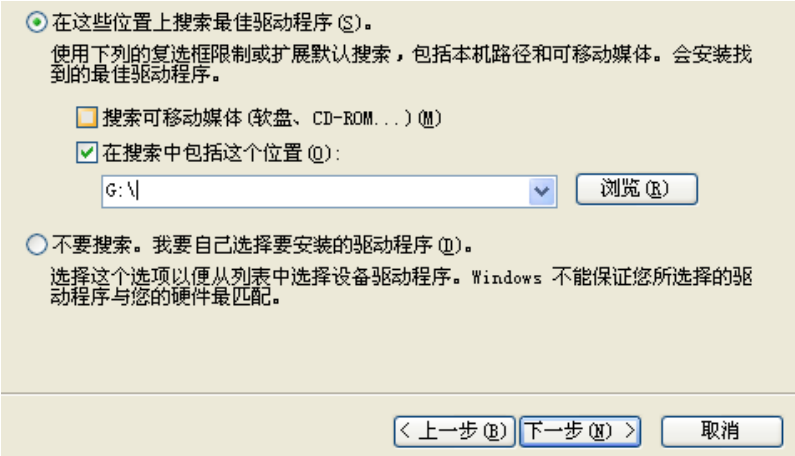 在这些位置上搜索最佳驱动程序(S)。
使用下列的复选框限制或扩展默认搜索，包括本机路径和可移动媒体。会安装找
到的最佳驱动程序。
搜索可移动媒体(软盘、CD-ROM...)(M)
在搜索中包括这个位置(O):
G:\
浏览(R)
不要搜索。我要自己选择要安装的驱动程序(D)。
选择这个选项以便从列表中选择设备驱动程序。Windows 不能保证您所选择的驱
动程序与您的硬件最匹配。
< 上一步(B) 下一步(N) > 取消